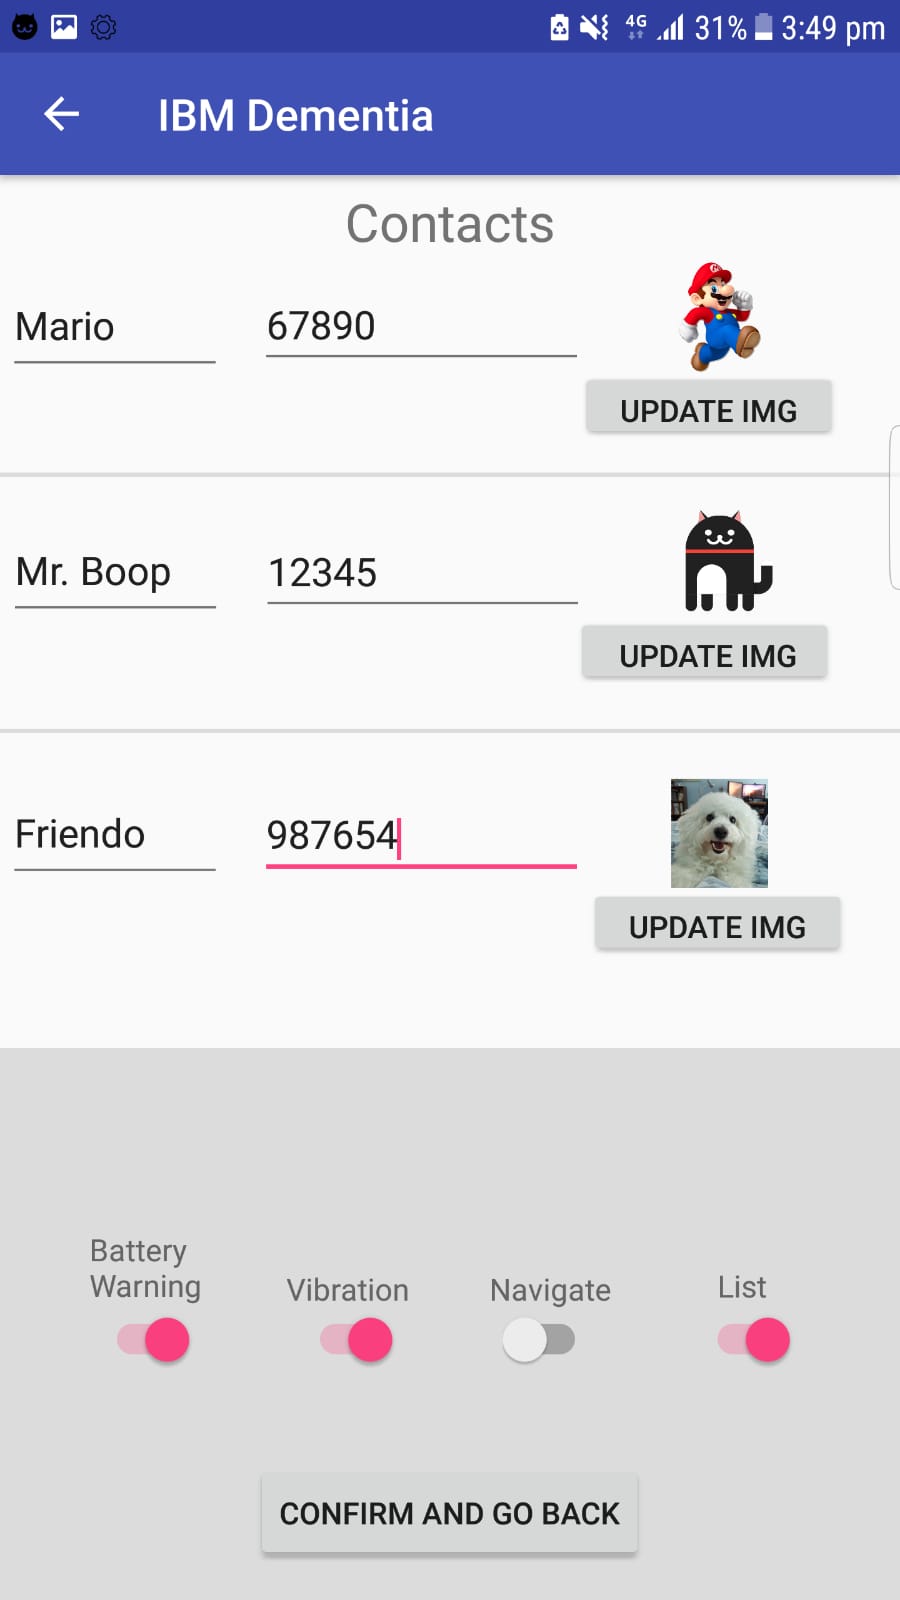 4G 31% 3:49 pm
IBM Dementia
Contacts
Mario 67890
UPDATE IMG
Mr. Boop 12345
UPDATE IMG
Friendo 987654
UPDATE IMG
Battery
Warning Vibration Navigate List
CONFIRM AND GO BACK